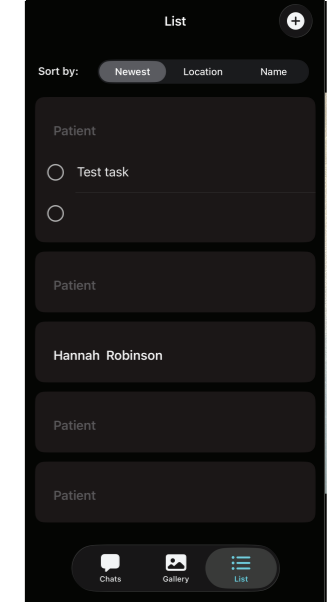 List
Sort by: Newest Location Name
Patient
Test task
Patient
Hannah Robinson
Patient
Patient
Chats Gallery List